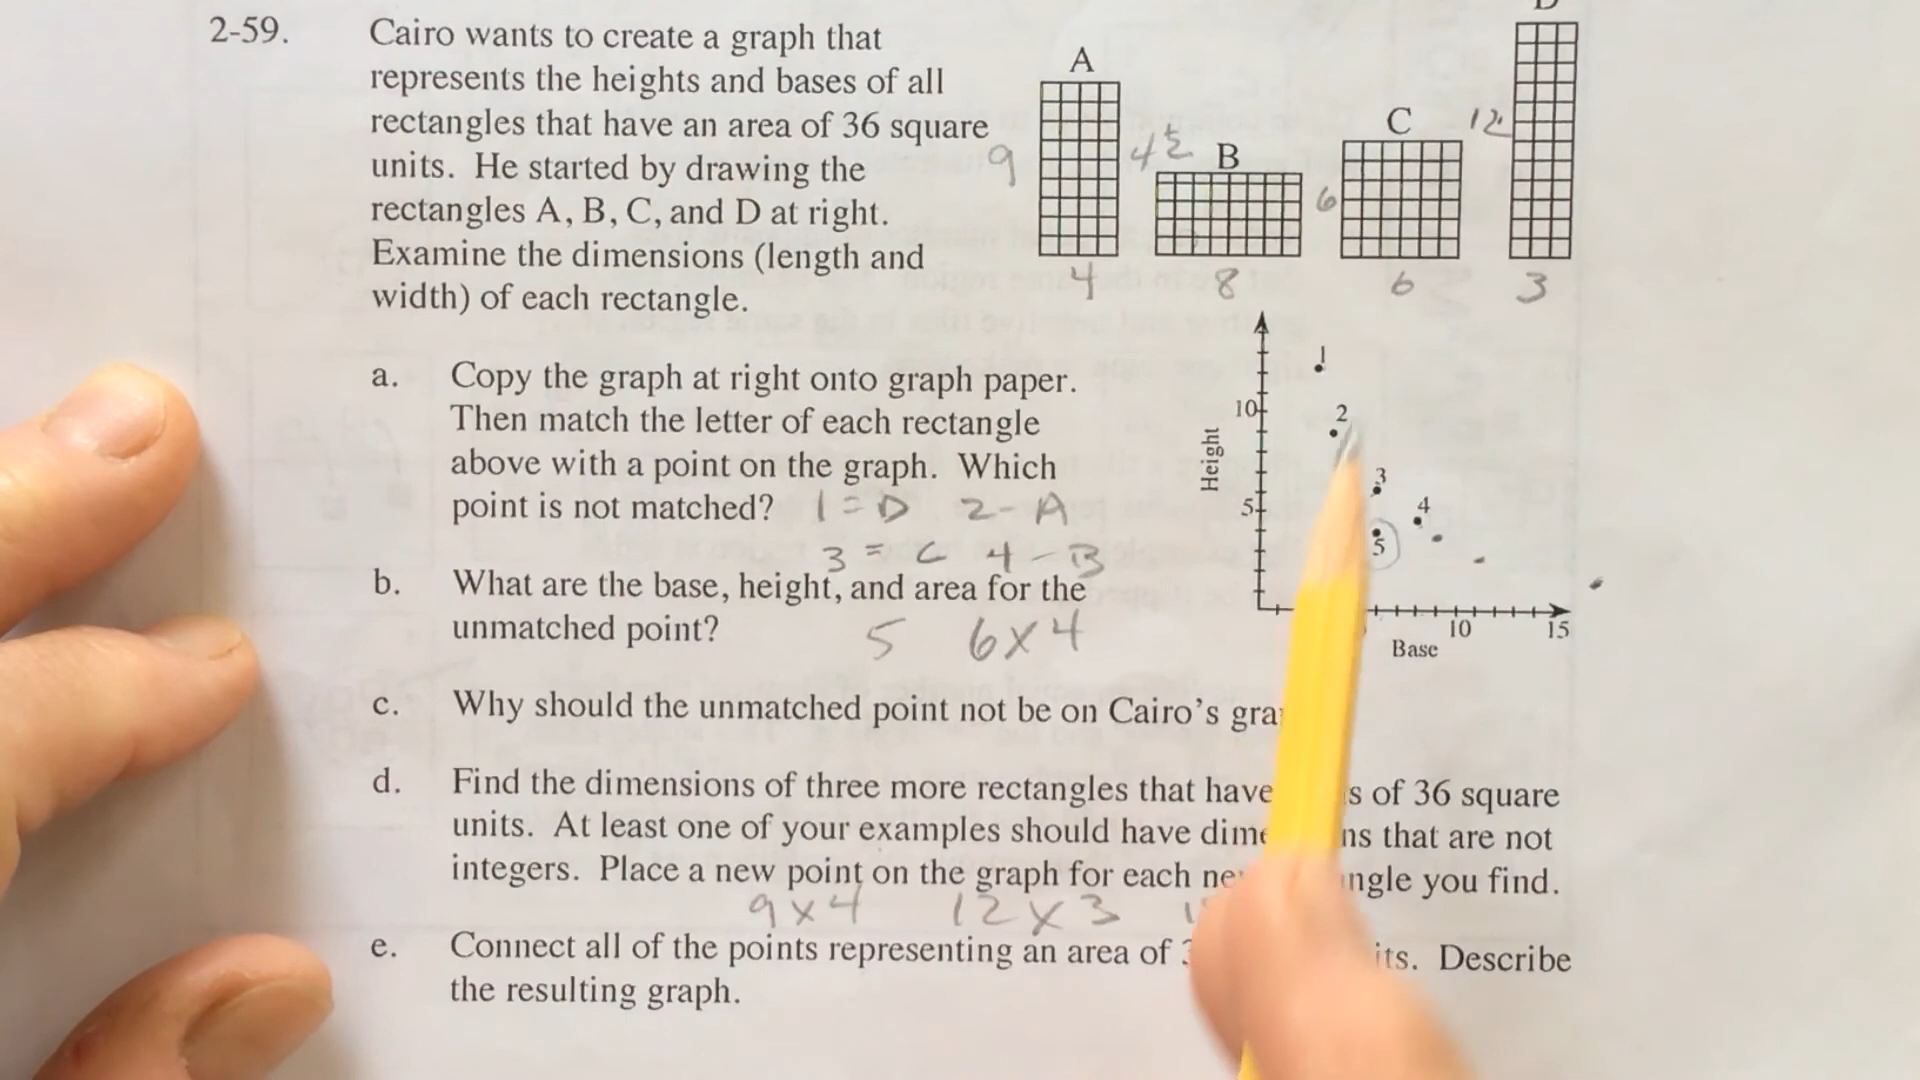 2-59. Cairo wants to create a graph that
represents the heights and bases of all
rectangles that have an area of 36 square
units. He started by drawing the
rectangles A, B, C, and D at right.
Examine the dimensions (length and
width) of each rectangle.
A
B
C
D
9
4½
6
12
4
8
6
3
a. Copy the graph at right onto graph paper.
Then match the letter of each rectangle
above with a point on the graph. Which
point is not matched? 1 = D 2 - A
3 = C 4 - B
b. What are the base, height, and area for the
unmatched point? 5 6x4
1
2
3
4
5
10
5
Height
10
15
Base
c. Why should the unmatched point not be on Cairo's
d. Find the dimensions of three more rectangles that have of 36 square
units. At least one of your examples should have that are not
integers. Place a new point on the graph for each you find.
9x4 12x3
e. Connect all of the points representing an area of Describe
the resulting graph.